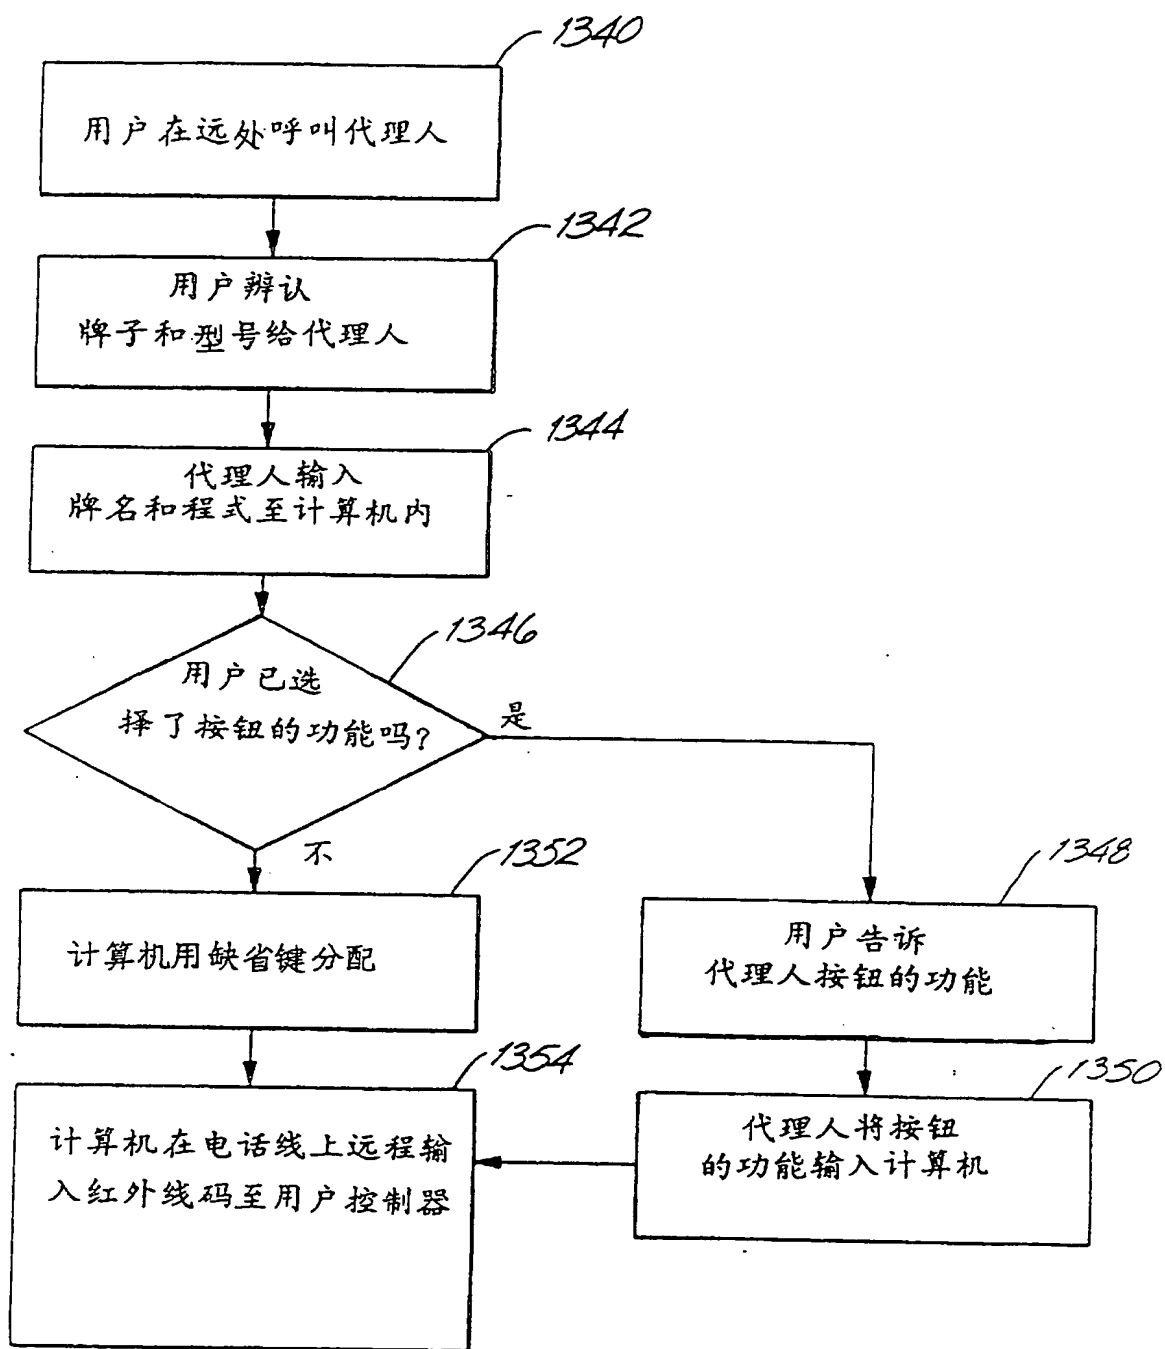 1340
用户在远处呼叫代理人
1342
用户辨认
牌子和型号给代理人
1344
代理人输入
牌名和程式至计算机内
1346
用户已选
择了按钮的功能吗?
是
不
1352
计算机用缺省键分配
1348
用户告诉
代理人按钮的功能
1354
计算机在电话线上远程输
入红外线码至用户控制器
1350
代理人将按钮
的功能输入计算机